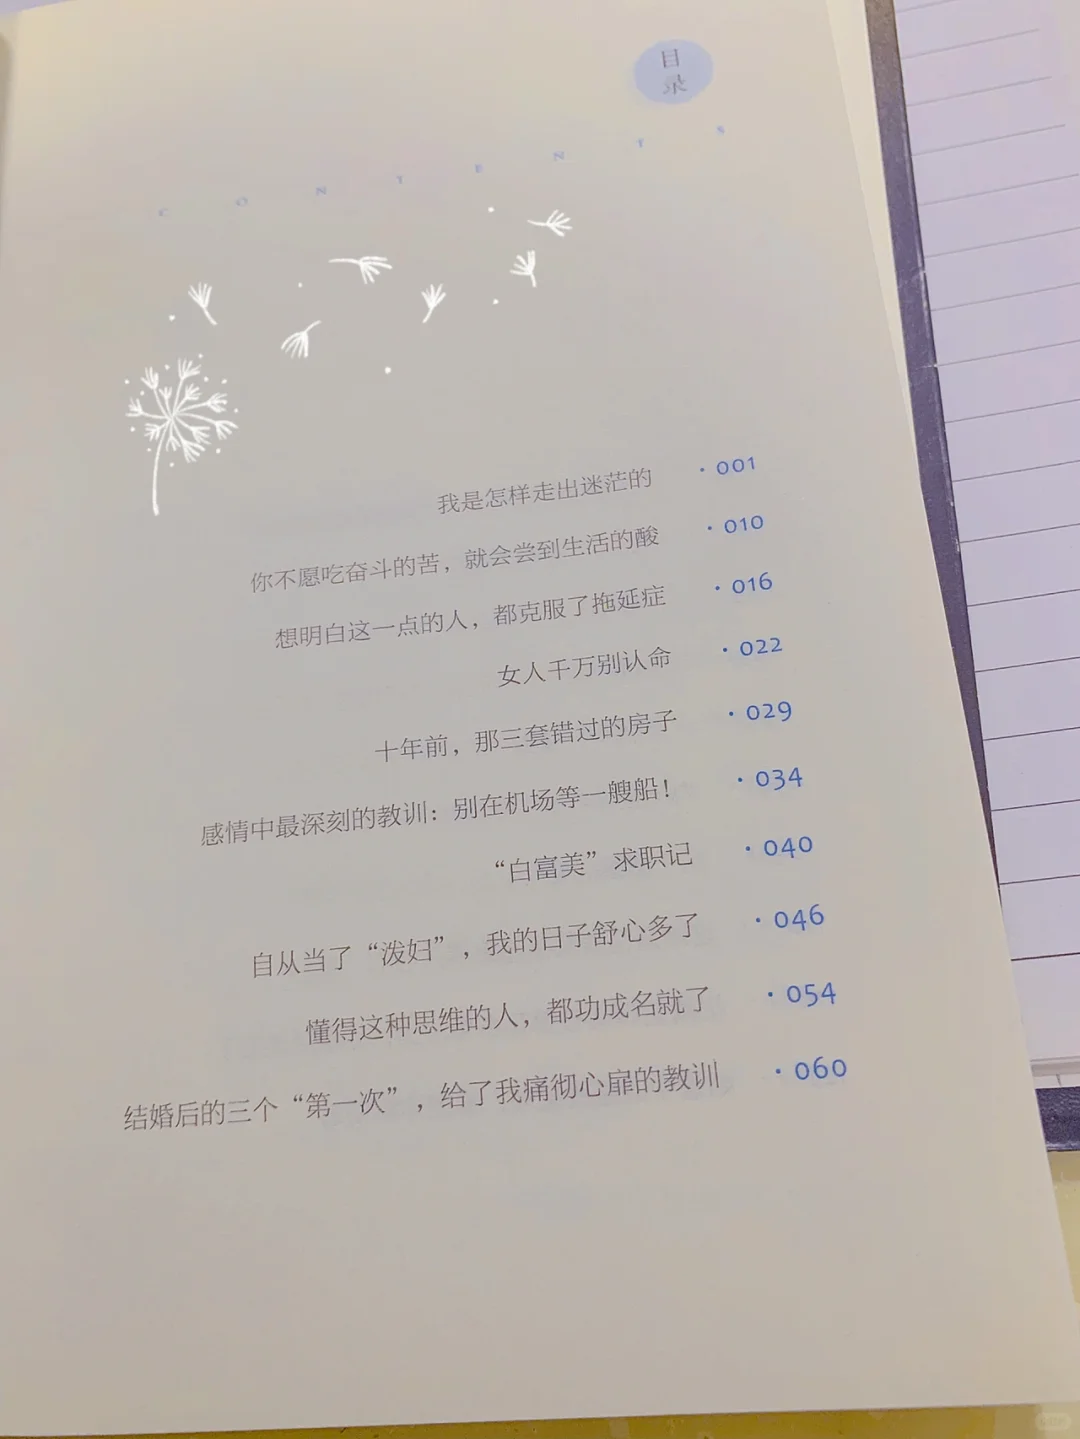 目
录
CONTENTS
我是怎样走出迷茫的 · 001
你不愿吃奋斗的苦，就会尝到生活的酸 · 010
想明白这一点的人，都克服了拖延症 · 016
女人千万别认命 · 022
十年前，那三套错过的房子 · 029
感情中最深刻的教训：别在机场等一艘船！ · 034
“白富美”求职记 · 040
自从当了“泼妇”，我的日子舒心多了 · 046
懂得这种思维的人，都功成名就了 · 054
结婚后的三个“第一次”，给了我痛彻心扉的教训 · 060